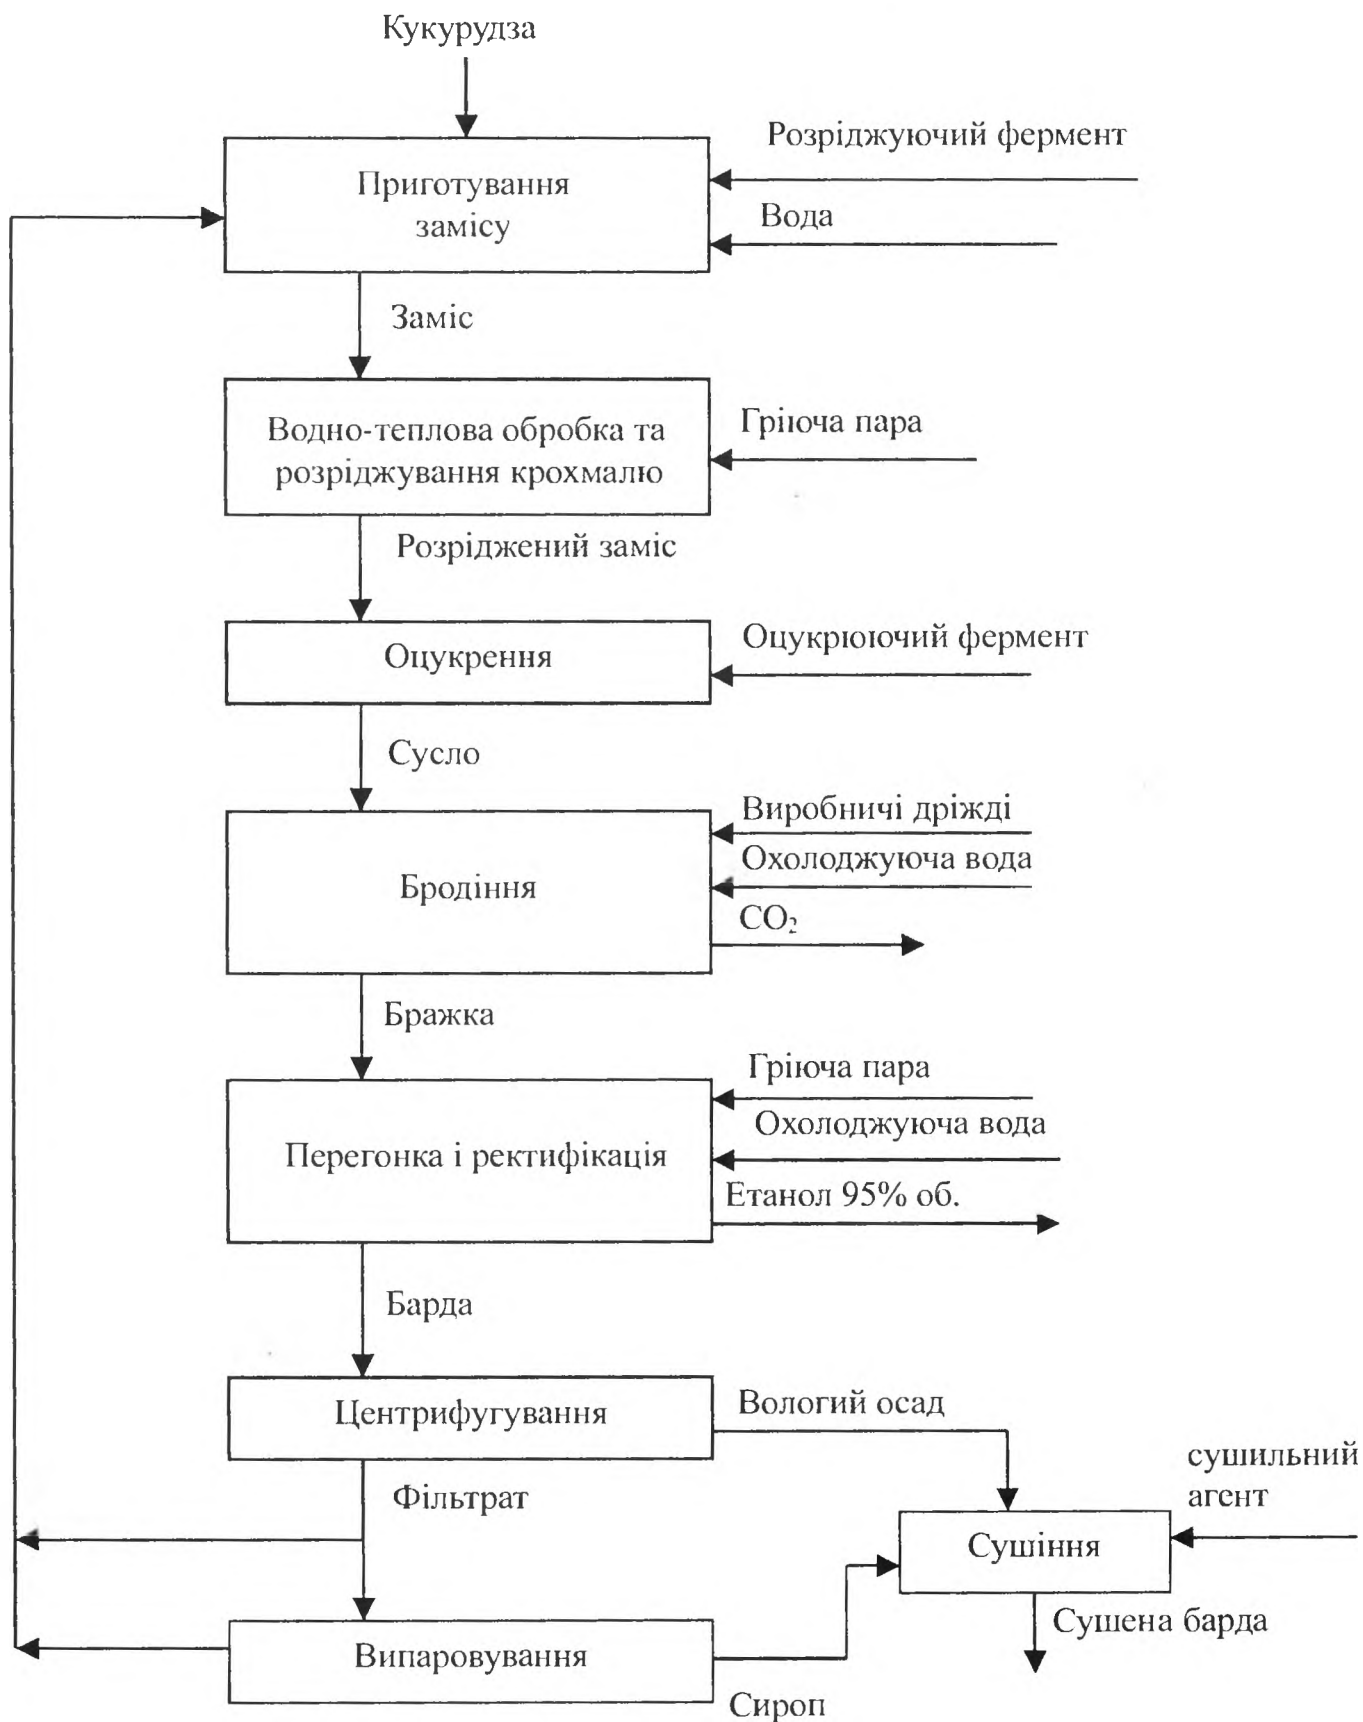 Кукурудза
Розріджуючий фермент
Приготування
замісу
Вода
Заміс
Водно-теплова обробка та
розріджування крохмалю
Гріюча пара
Розріджений заміс
Оцукрення
Оцукрюючий фермент
Сусло
Виробничі дріжді
Охолоджуюча вода
Бродіння
CO₂
Бражка
Гріюча пара
Охолоджуюча вода
Перегонка і ректифікація
Етанол 95% об.
Барда
Центрифугування
Вологий осад
Фільтрат
сушильний
агент
Сушіння
Сушена барда
Випаровування
Сироп